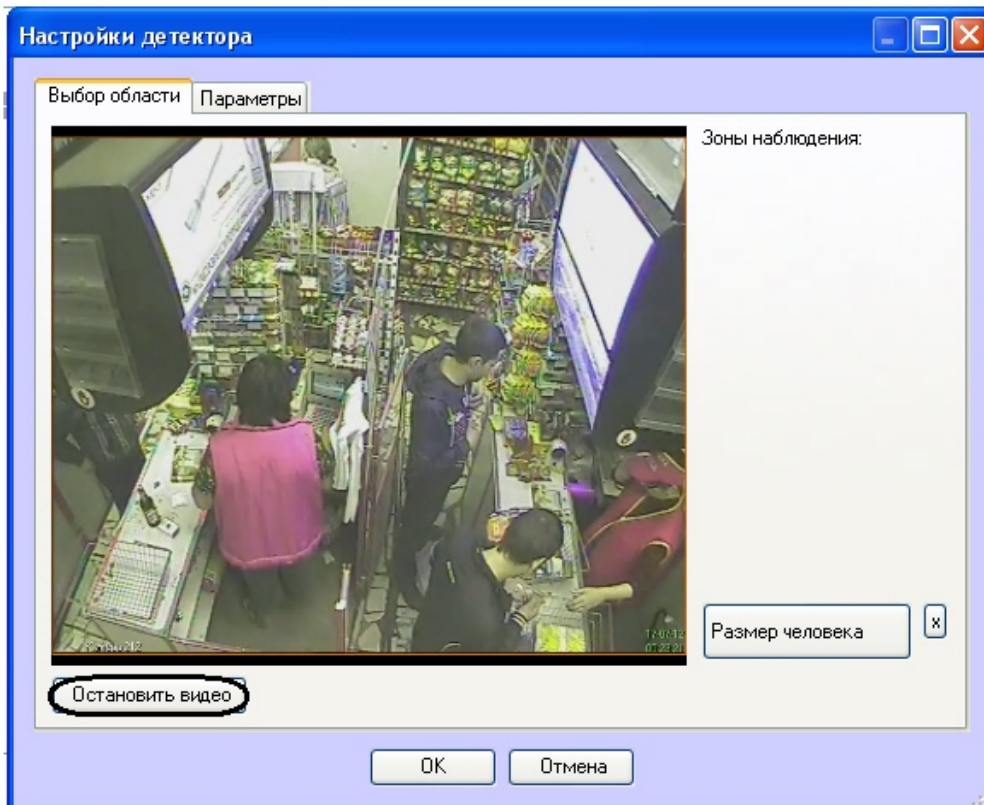 Настройки детектора
Выбор области
Параметры
Зоны наблюдения:
Размер человека
x
Остановить видео
OK
Отмена